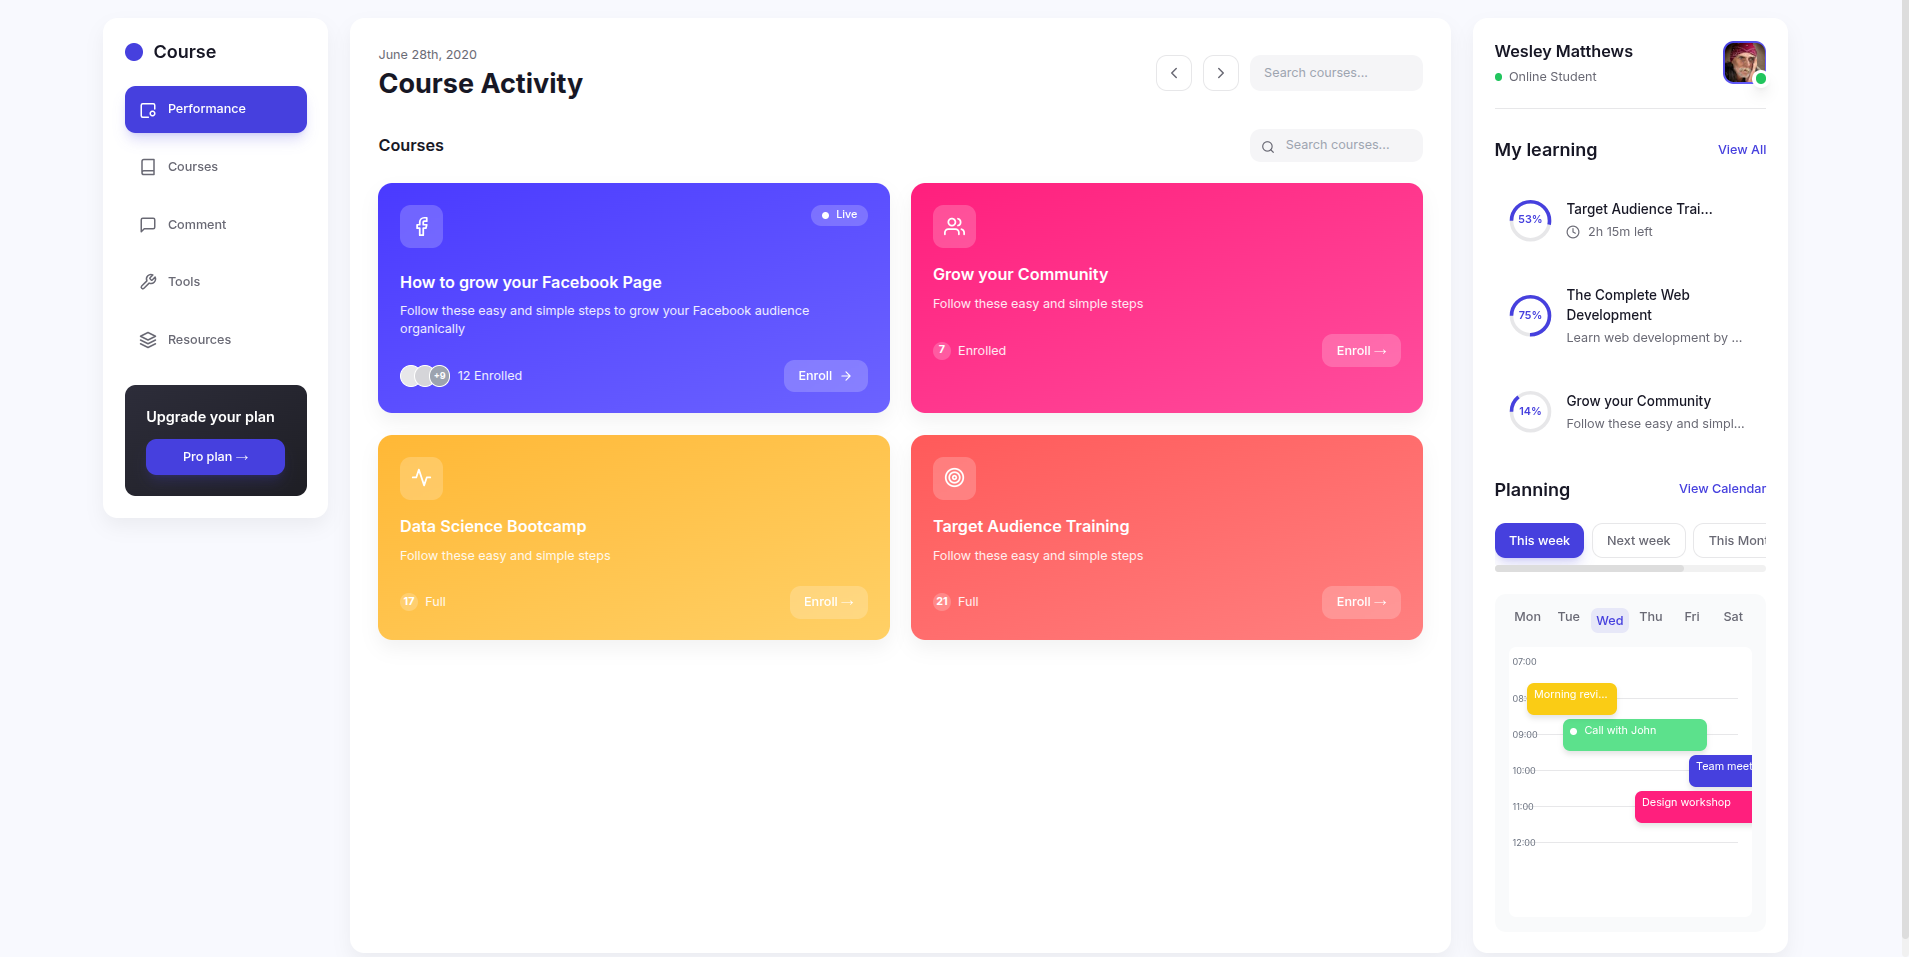 Course
Performance
Courses
Comment
Tools
Resources
Upgrade your plan
Pro plan →
June 28th, 2020
Course Activity
Search courses...
Courses
Search courses...
Live
How to grow your Facebook Page
Follow these easy and simple steps to grow your Facebook audience
organically
+9
12 Enrolled
Enroll →
Grow your Community
Follow these easy and simple steps
7
Enrolled
Enroll →
Data Science Bootcamp
Follow these easy and simple steps
17
Full
Enroll →
Target Audience Training
Follow these easy and simple steps
21
Full
Enroll →
Wesley Matthews
Online Student
My learning
View All
53%
Target Audience Trai...
2h 15m left
75%
The Complete Web
Development
Learn web development by ...
14%
Grow your Community
Follow these easy and simpl...
Planning
View Calendar
This week
Next week
This Mont
Mon Tue Wed Thu Fri Sat
07:00
08:
Morning revi...
09:00
Call with John
10:00
Team meet
11:00
Design workshop
12:00